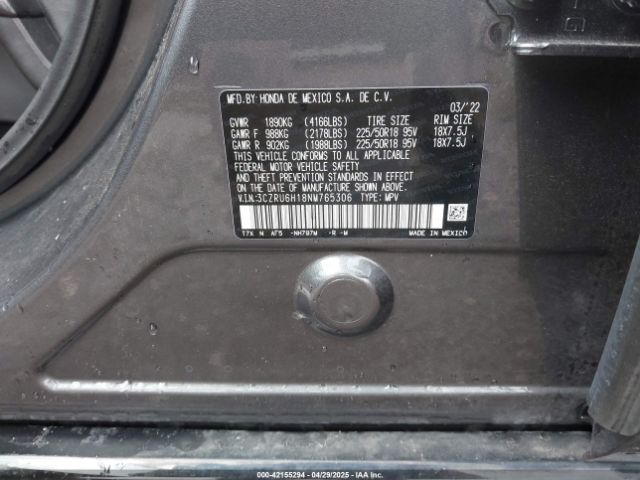 MFD.BY HONDA DE MEXICO S.A. DE C.V.
03/'22
GVWR 1890KG (4166LBS) TIRE SIZE RIM SIZE
GAWR F 988KG (2178LBS) 225/50R18 95V 18X7.5J
GAWR R 902KG (1988LBS) 225/50R18 95V 18X7.5J
THIS VEHICLE CONFORMS TO ALL APPLICABLE
FEDERAL MOTOR VEHICLE SAFETY
AND THEFT PREVENTION STANDARDS IN EFFECT
ON THE DATE OF MANUFACTURE SHOWN ABOVE.
V.I.N:3CZRU6H18NM765306 TYPE: MPV
T7X N AF5 -NH797M -R -M MADE IN MEXICO
000-42155294 04/29/2025 - IAA